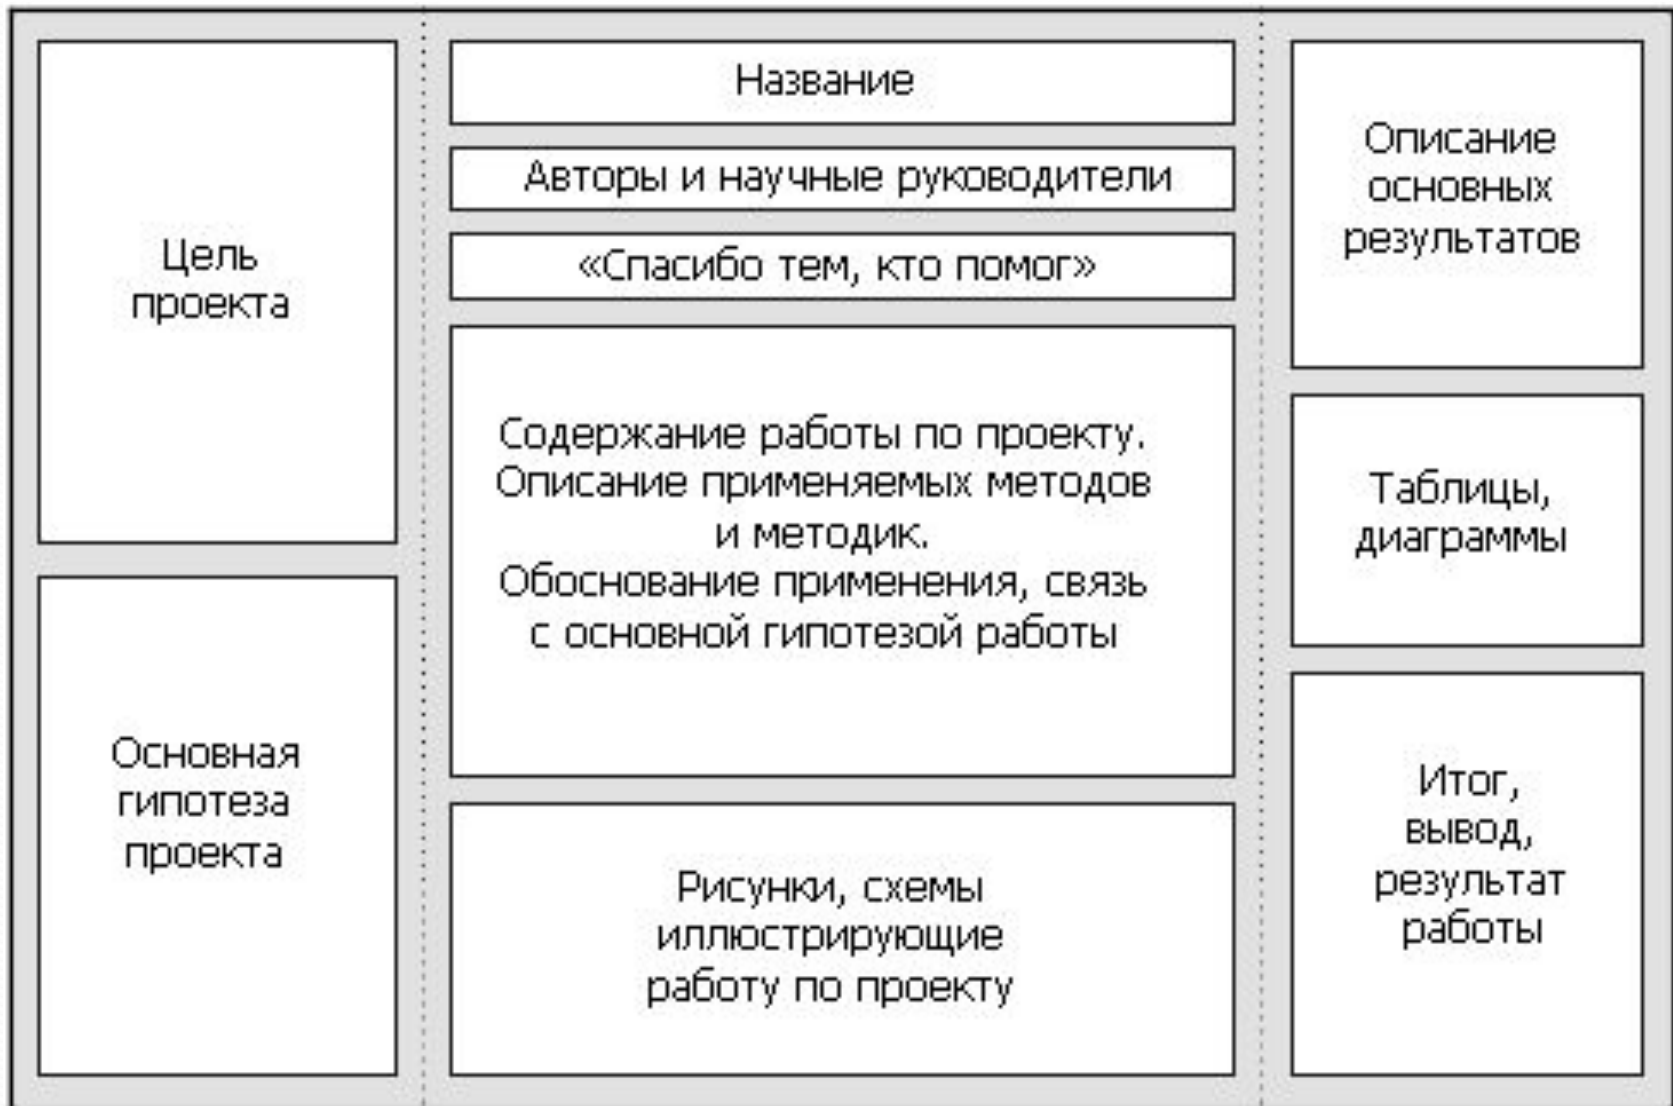 Цель
проекта
Основная
гипотеза
проекта
Название
Авторы и научные руководители
«Спасибо тем, кто помог»
Содержание работы по проекту.
Описание применяемых методов
и методик.
Обоснование применения, связь
с основной гипотезой работы
Рисунки, схемы
иллюстрирующие
работу по проекту
Описание
основных
результатов
Таблицы,
диаграммы
Итог,
вывод,
результат
работы